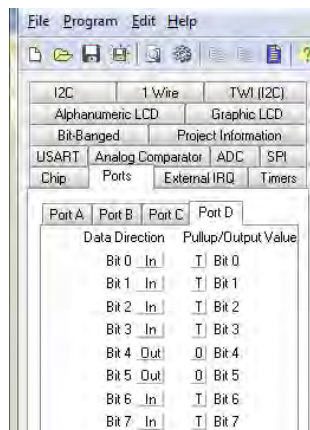 File Program Edit Help
I2C 1 Wire TWI (I2C)
Alphanumeric LCD Graphic LCD
Bit-Banged Project Information
USART Analog Comparator ADC SPI
Chip Ports External IRQ Timers
Port A Port B Port C Port D
Data Direction Pullup/Output Value
Bit 0 In T Bit 0
Bit 1 In T Bit 1
Bit 2 In T Bit 2
Bit 3 In T Bit 3
Bit 4 Out 0 Bit 4
Bit 5 Out 0 Bit 5
Bit 6 In T Bit 6
Bit 7 In T Bit 7